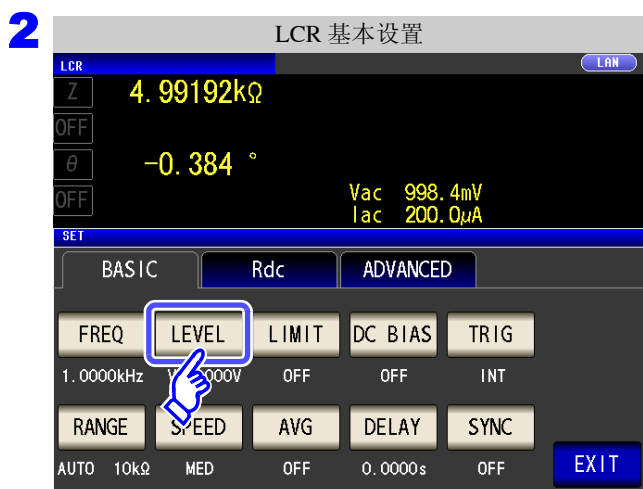 2
LCR 基本设置
LCR
LAN
Z 4.99192kΩ
OFF
θ -0.384 °
OFF
Vac 998.4mV
Iac 200.0μA
SET
BASIC Rdc ADVANCED
FREQ LEVEL LIMIT DC BIAS TRIG
1.0000kHz OFF OFF INT
RANGE SPEED AVG DELAY SYNC
AUTO 10kΩ MED OFF 0.0000s OFF
EXIT